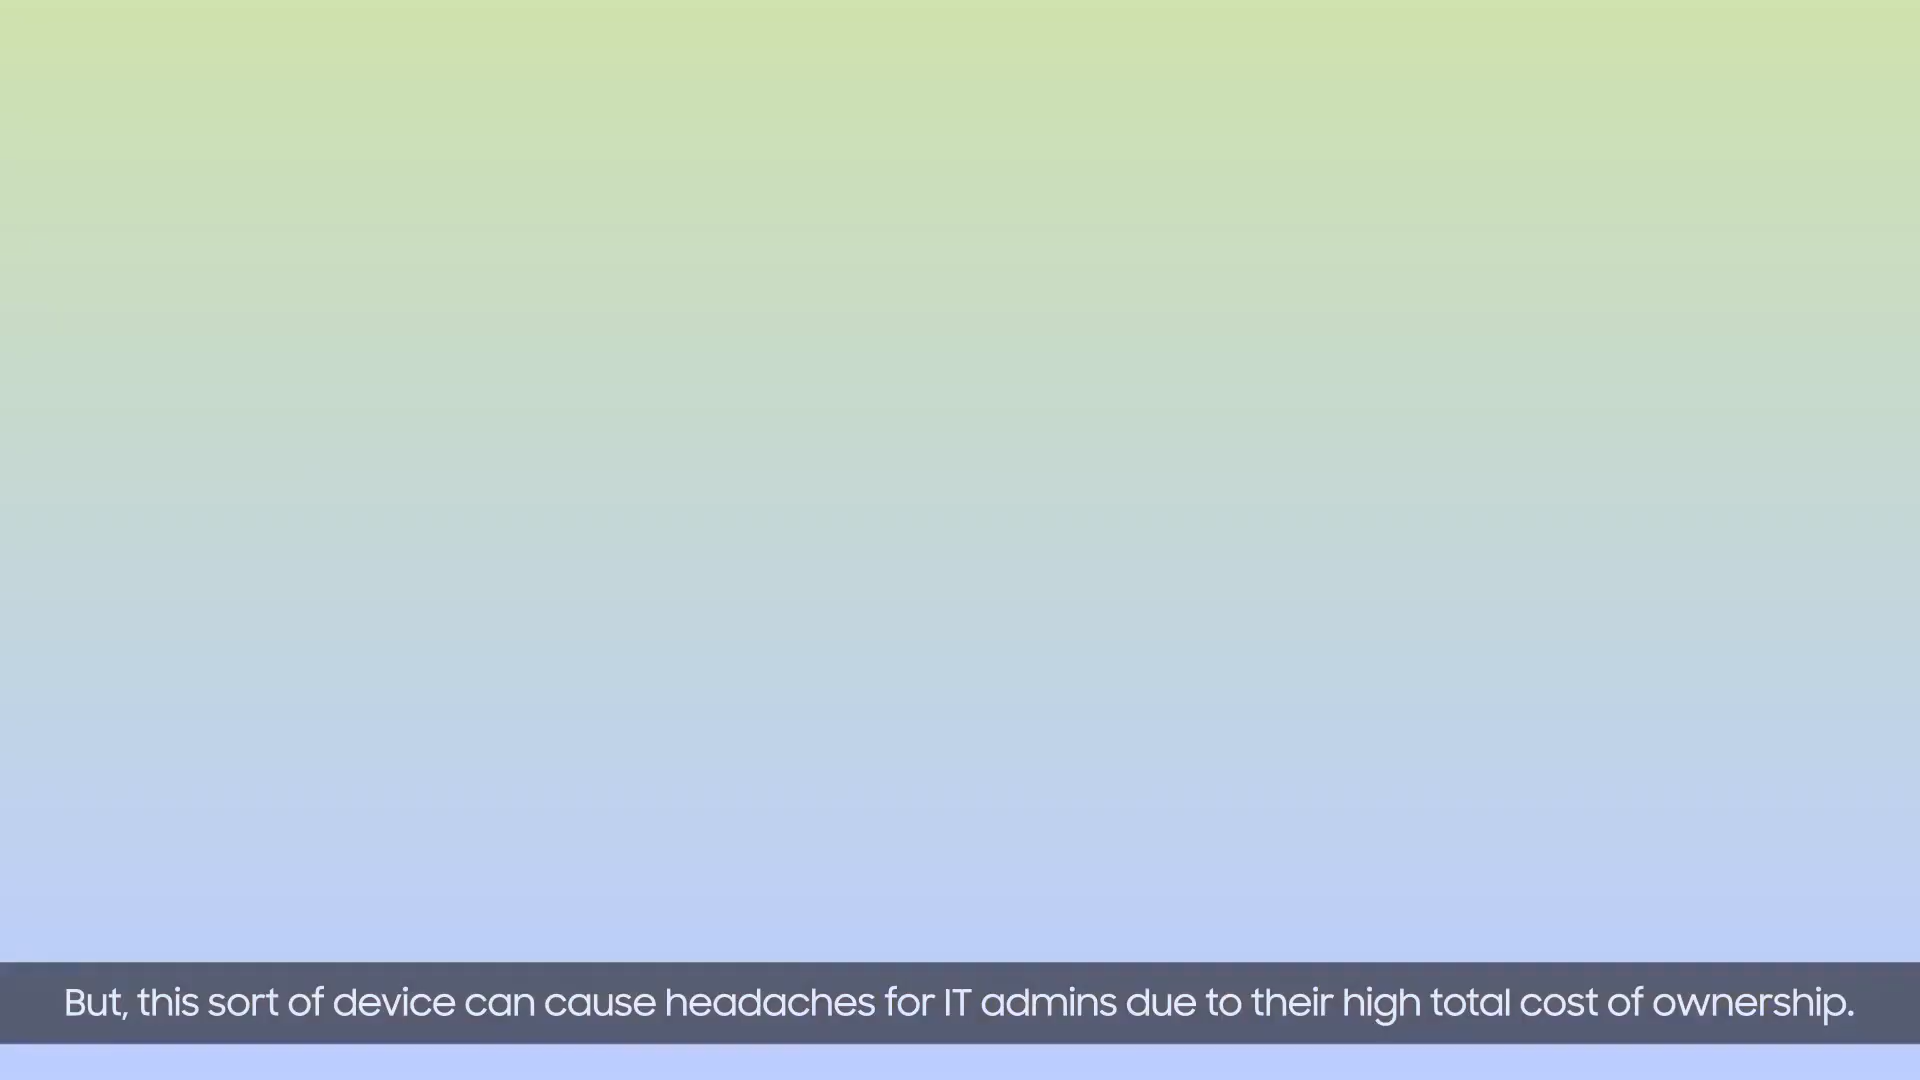 But, this sort of device can cause headaches for IT admins due to their high total cost of ownership.